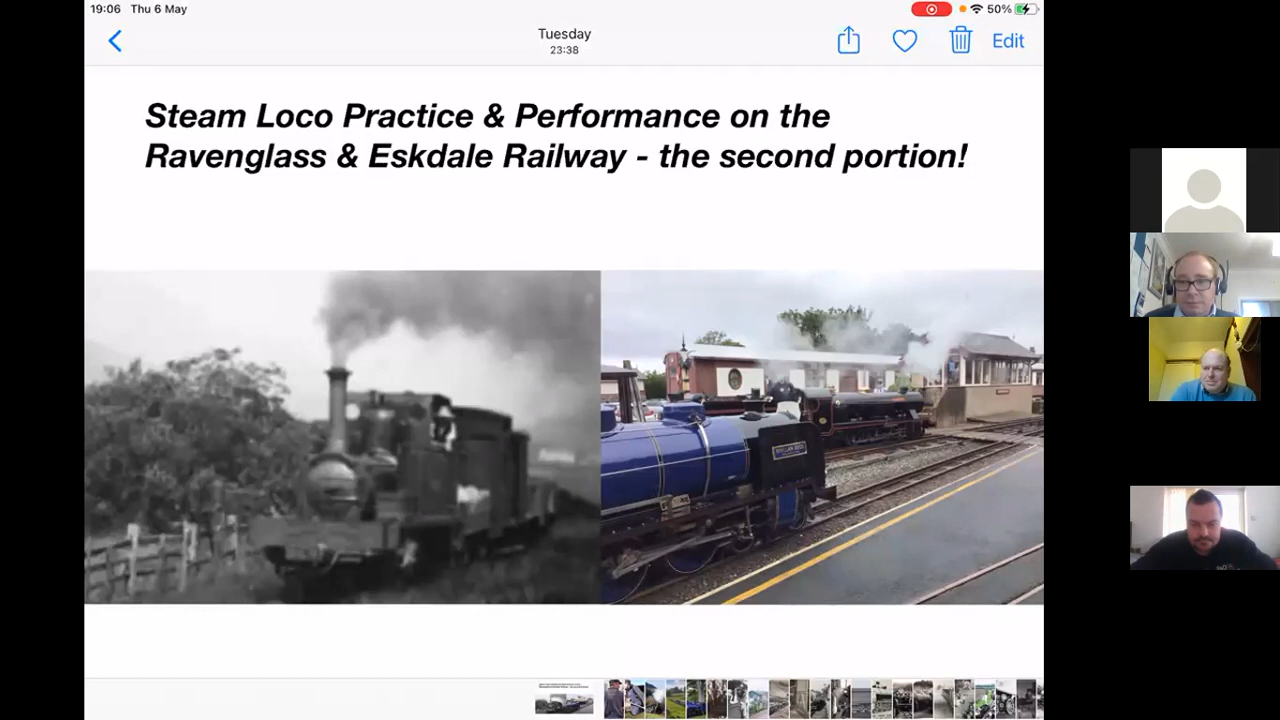 19:06 Thu 6 May
50%
Tuesday
23:38
Edit
Steam Loco Practice & Performance on the
Ravenglass & Eskdale Railway - the second portion!